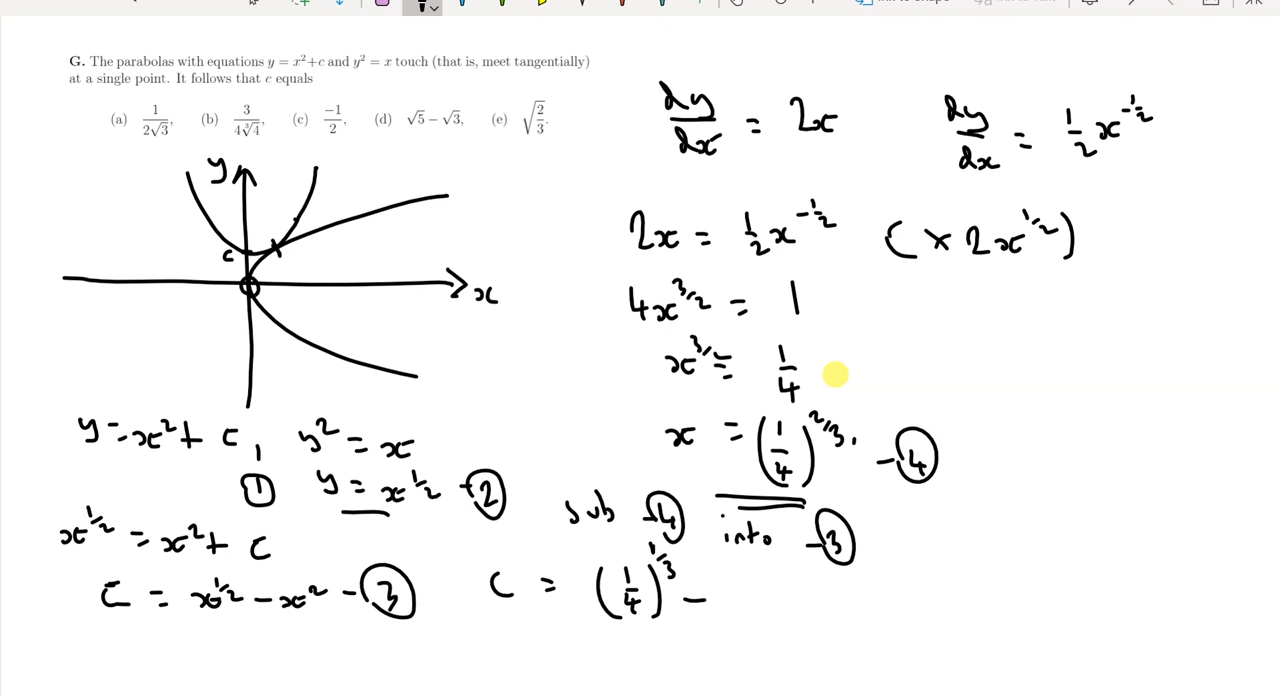 G. The parabolas with equations y = x²+c and y² = x touch (that is, meet tangentially)
at a single point. It follows that c equals
(a) 1/(2√3), (b) 3/(4∛4), (c) -1/2, (d) √5 − √3, (e) √(2/3).
y
c
x
y = x² + c, y² = x
① y = x^(1/2) -②
x^(1/2) = x² + c
c = x^(1/2) - x² - ③
dy/dx = 2x dy/dx = 1/2 x^(-1/2)
2x = 1/2 x^(-1/2) (× 2x^(1/2))
4x^(3/2) = 1
x^(3/2) = 1/4
x = (1/4)^(2/3). -④
sub -④ into -③
c = (1/4)^(1/3) -